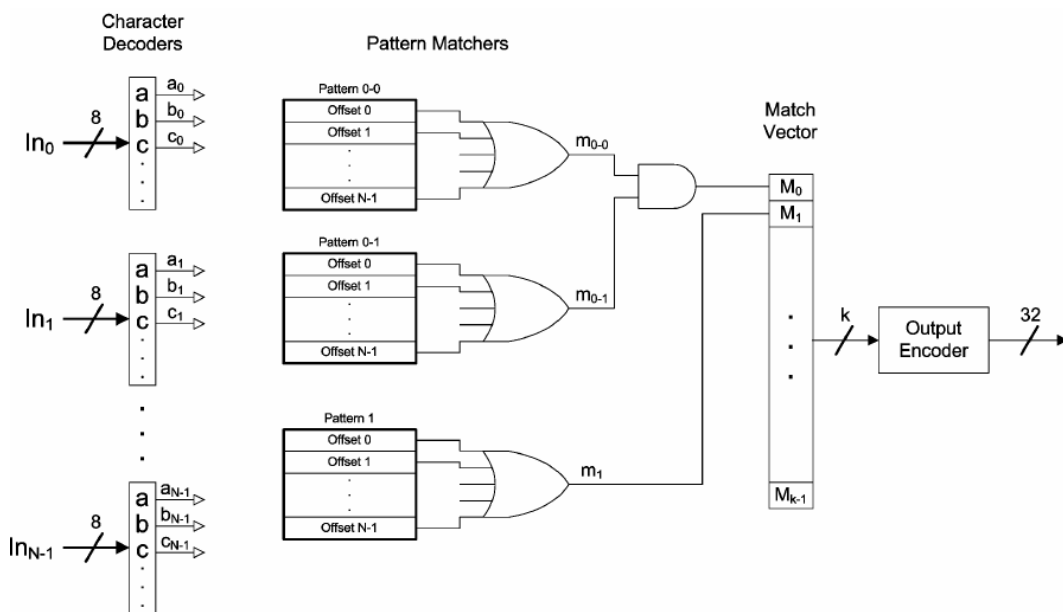 Character
Decoders
Pattern Matchers
Match
Vector
In0
8
a
b
c
a0
b0
c0
Pattern 0-0
Offset 0
Offset 1
Offset N-1
m0-0
M0
M1
Mk-1
In1
8
a
b
c
a1
b1
c1
Pattern 0-1
Offset 0
Offset 1
Offset N-1
m0-1
k
Output
Encoder
32
Pattern 1
Offset 0
Offset 1
Offset N-1
m1
InN-1
8
a
b
c
aN-1
bN-1
cN-1